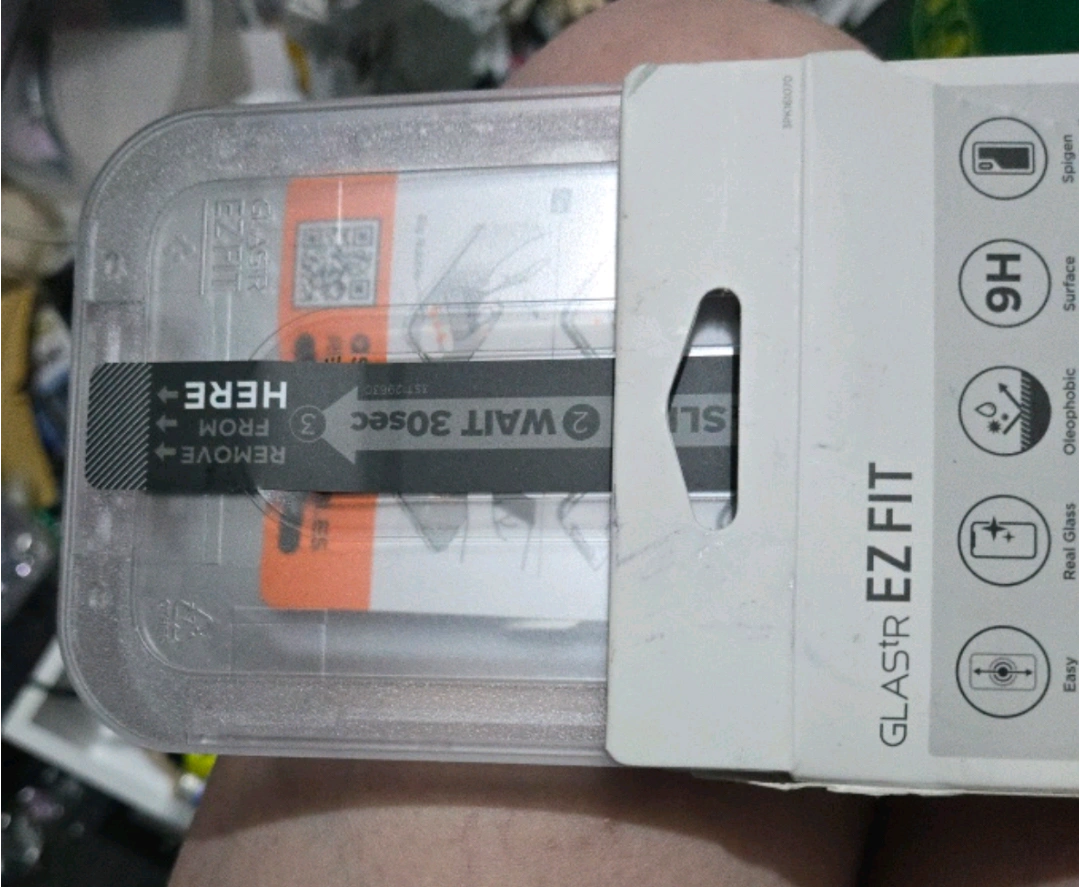 GLAStR EZ FIT
Easy
Real Glass
Oleophobic
9H
Surface
Spigen
SLI
2 WAIT 30sec
3
REMOVE
FROM
HERE
GLAStR
EZ FIT